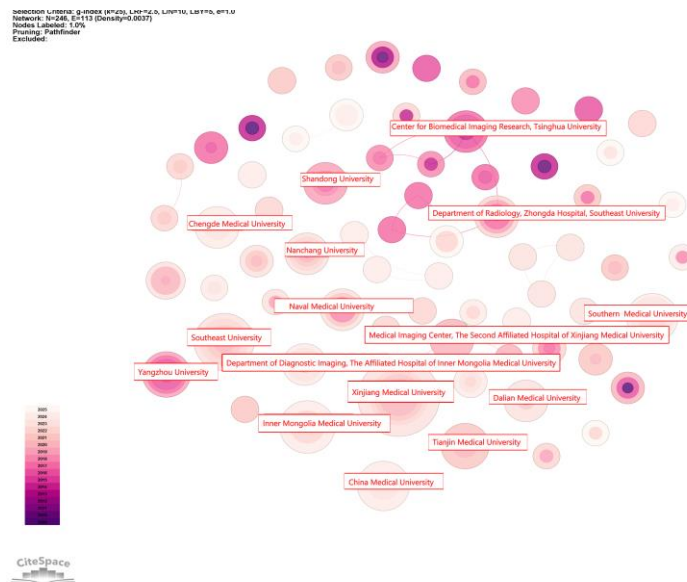 Selection Criteria: g-index (k=25), LRF=2.5, L/N=10, LBY=5, e=1.0
Network: N=246, E=113 (Density=0.0037)
Nodes Labeled: 1.0%
Pruning: Pathfinder
Excluded:
Center for Biomedical Imaging Research, Tsinghua University
Shandong University
Department of Radiology, Zhongda Hospital, Southeast University
Chengde Medical University
Nanchang University
Naval Medical University
Southern Medical University
Southeast University
Medical Imaging Center, The Second Affiliated Hospital of Xinjiang Medical University
Department of Diagnostic Imaging, The Affiliated Hospital of Inner Mongolia Medical University
Yangzhou University
Xinjiang Medical University
Dalian Medical University
Inner Mongolia Medical University
Tianjin Medical University
China Medical University
CiteSpace